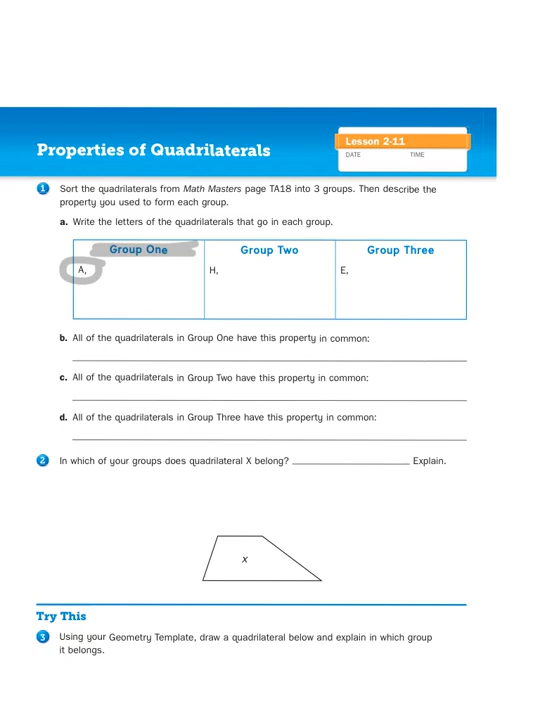 Properties of Quadrilaterals
Lesson 2-11
DATE TIME
1 Sort the quadrilaterals from Math Masters page TA18 into 3 groups. Then describe the
property you used to form each group.
a. Write the letters of the quadrilaterals that go in each group.
Group One Group Two Group Three
A, H, E,
b. All of the quadrilaterals in Group One have this property in common:
c. All of the quadrilaterals in Group Two have this property in common:
d. All of the quadrilaterals in Group Three have this property in common:
2 In which of your groups does quadrilateral X belong? Explain.
x
Try This
3 Using your Geometry Template, draw a quadrilateral below and explain in which group
it belongs.